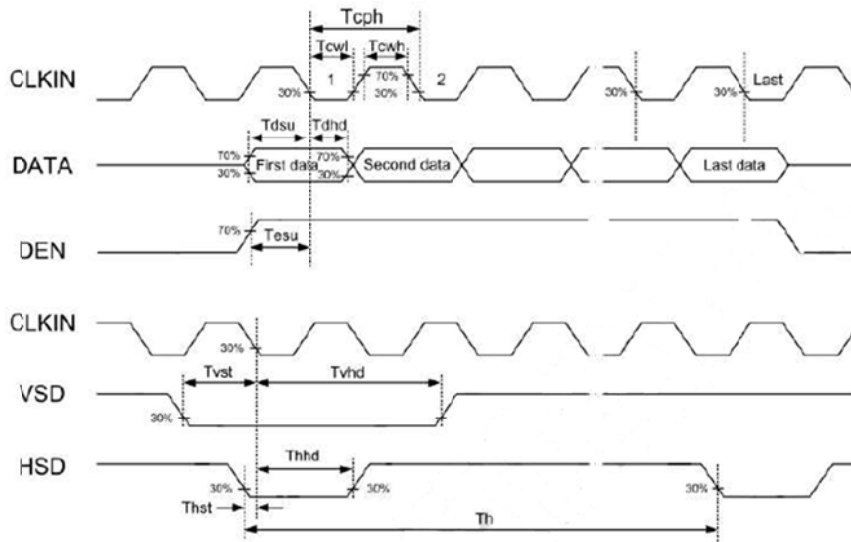 Tcph
Tcwl Tcwh
CLKIN 30% 1 70% 30% 2 30% 30% Last
Tdsu Tdhd
DATA 70% 30% First data 70% 30% Second data Last data
DEN 70% Tesu
CLKIN 30%
Tvst Tvhd
VSD 30%
Thhd
HSD 30% 30% 30%
Thst
Th